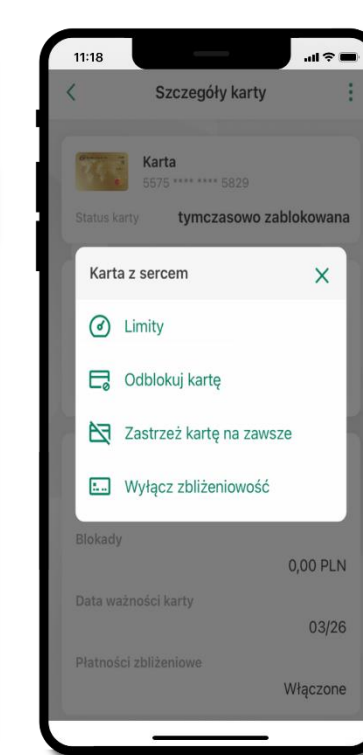 11:18
Szczegóły karty
Karta
5575 **** **** 5829
Status karty tymczasowo zablokowana
Karta z sercem
Limity
Odblokuj kartę
Zastrzeż kartę na zawsze
Wyłącz zbliżeniowość
Blokady
0,00 PLN
Data ważności karty
03/26
Płatności zbliżeniowe
Włączone